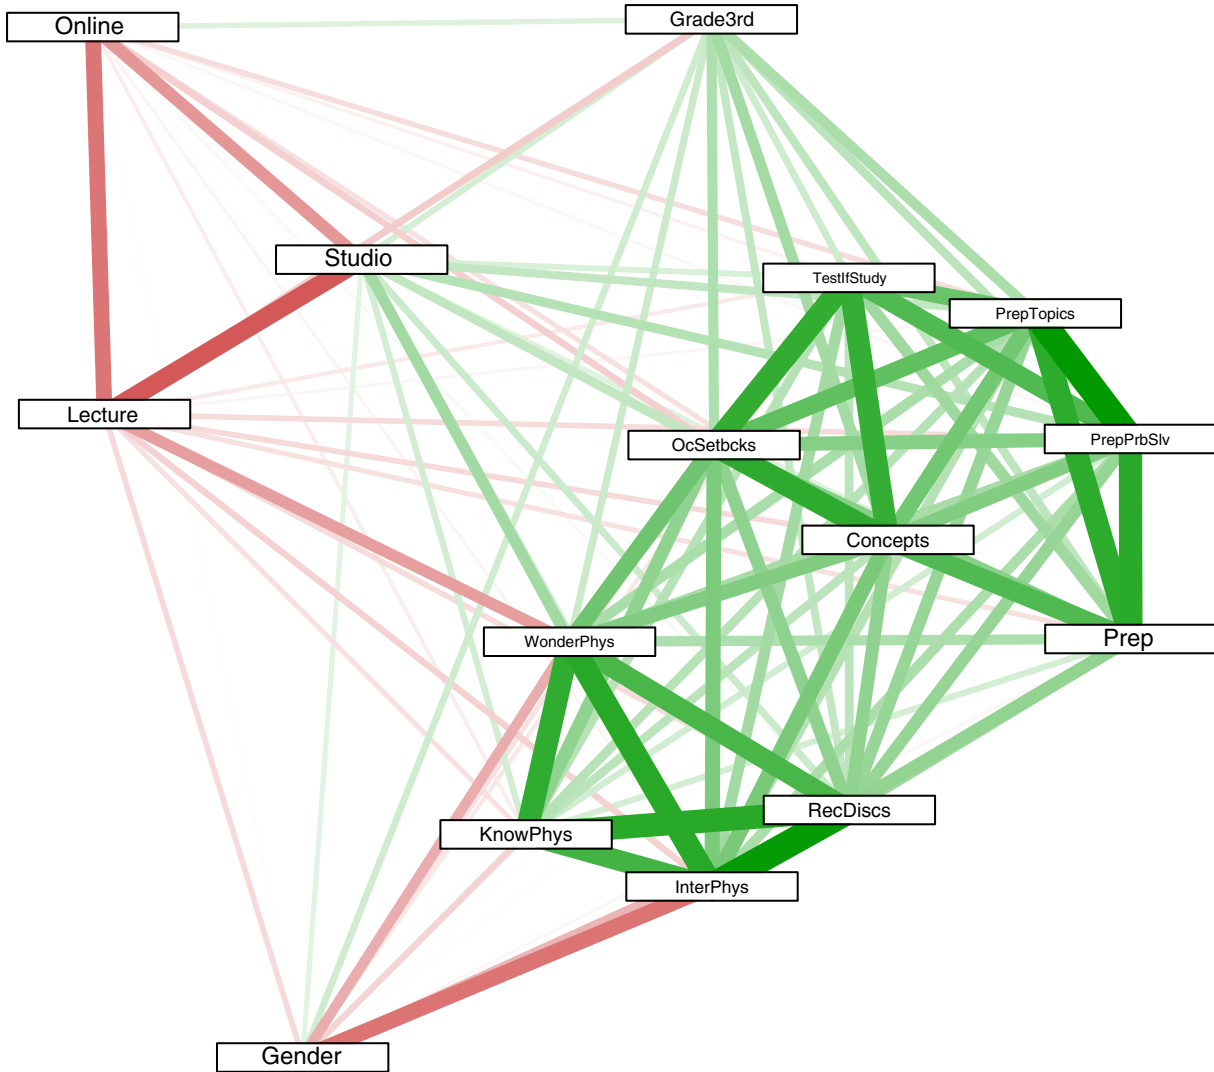 Online
Grade3rd
Studio
TestIfStudy
PrepTopics
Lecture
OcSetbcks
PrepPrbSlv
Concepts
WonderPhys
Prep
RecDiscs
KnowPhys
InterPhys
Gender